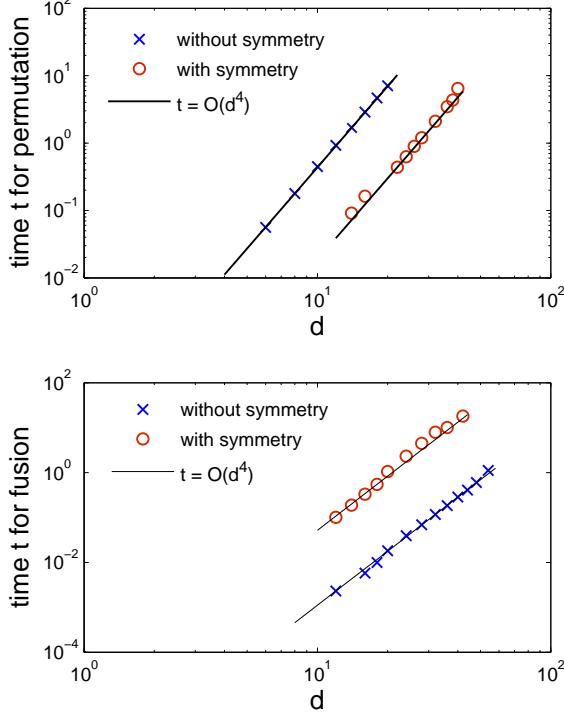 10^2
10^1
10^0
10^-1
10^-2
time t for permutation
without symmetry
with symmetry
t = O(d^4)
10^0
10^1
10^2
d
10^2
10^0
10^-2
10^-4
time t for fusion
without symmetry
with symmetry
t = O(d^4)
10^0
10^1
10^2
d